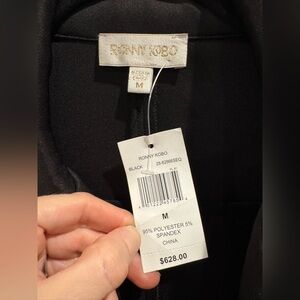 RONNY KOBO
M
RONNY KOBO
BLACK
M
95% POLYESTER 5%
SPANDEX
CHINA
$628.00